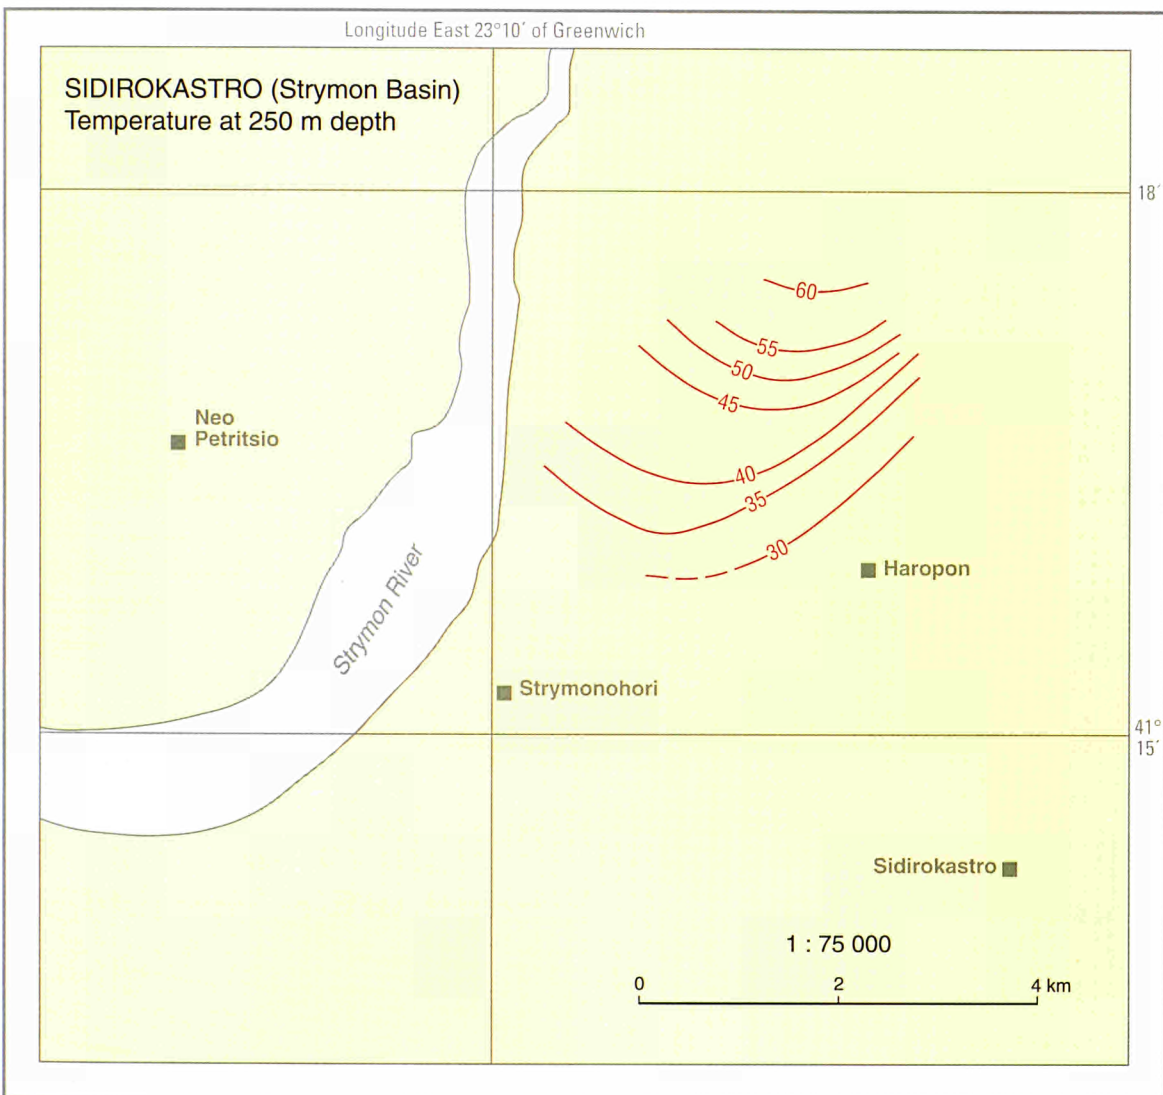 Longitude East 23°10′ of Greenwich
SIDIROKASTRO (Strymon Basin)
Temperature at 250 m depth
18′
60
55
50
45
Neo
Petritsio
40
35
30
Haropon
Strymon River
Strymonohori
41°
15′
Sidirokastro
1 : 75 000
0 2 4 km